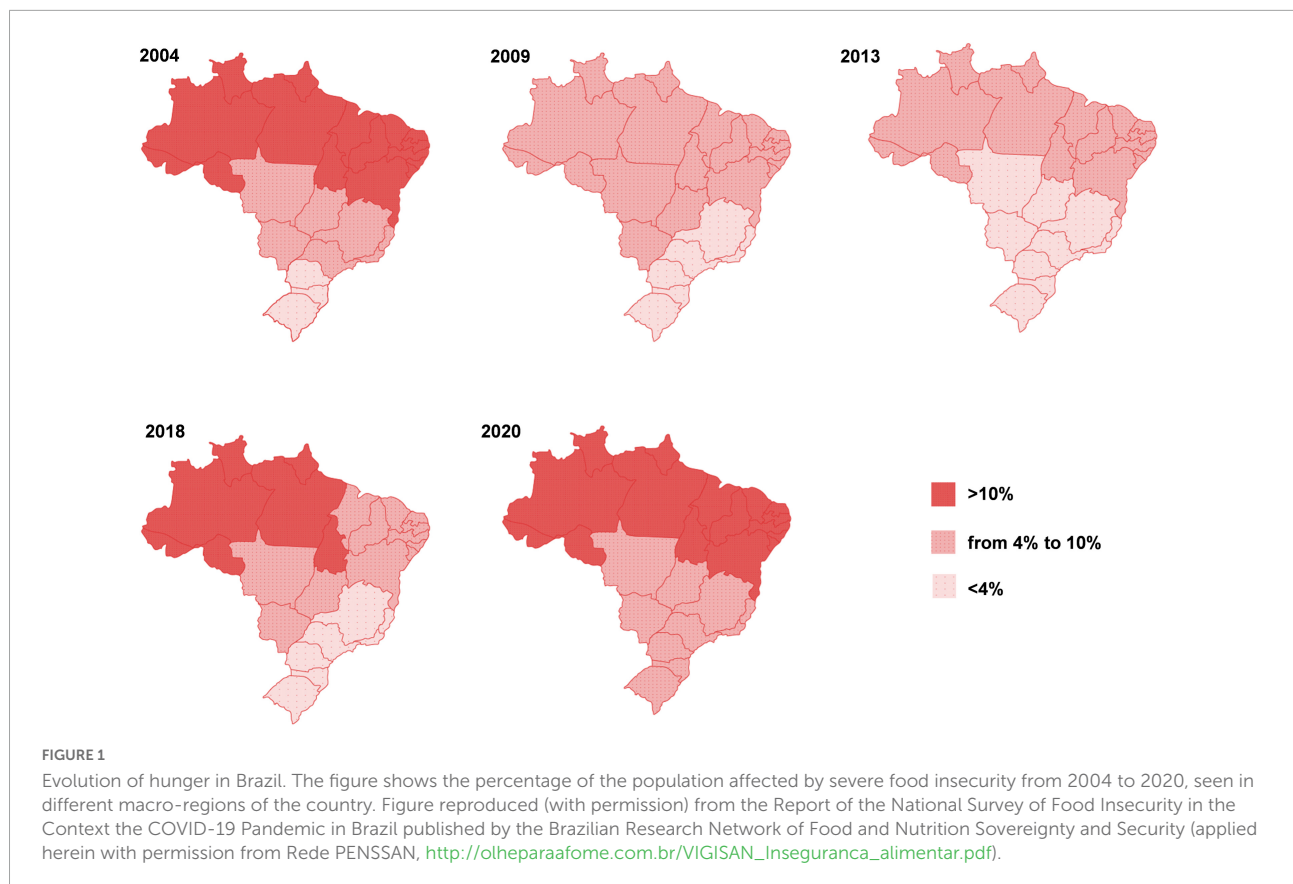 2004
2009
2013
2018
2020
>10%
from 4% to 10%
<4%
FIGURE 1
Evolution of hunger in Brazil. The figure shows the percentage of the population affected by severe food insecurity from 2004 to 2020, seen in
different macro-regions of the country. Figure reproduced (with permission) from the Report of the National Survey of Food Insecurity in the
Context the COVID-19 Pandemic in Brazil published by the Brazilian Research Network of Food and Nutrition Sovereignty and Security (applied
herein with permission from Rede PENSSAN, http://olheparaafome.com.br/VIGISAN_Inseguranca_alimentar.pdf).